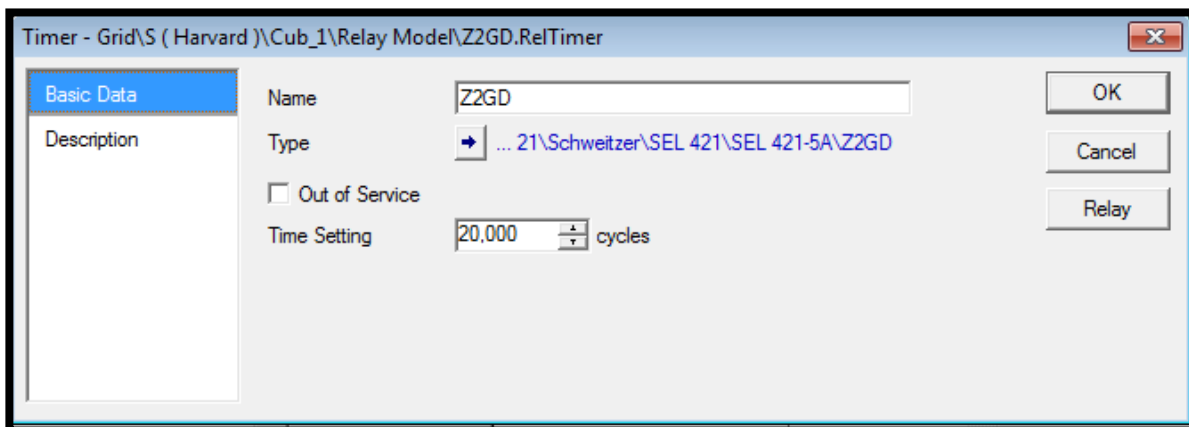 Timer - Grid\S ( Harvard )\Cub_1\Relay Model\Z2GD.RelTimer
Basic Data
Description
Name Z2GD
Type ... 21\Schweitzer\SEL 421\SEL 421-5A\Z2GD
Out of Service
Time Setting 20,000 cycles
OK
Cancel
Relay